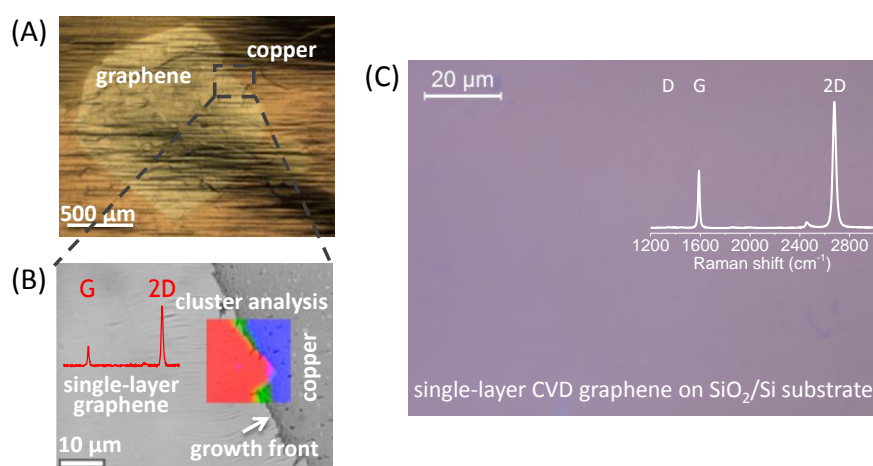 (A)
copper
graphene
500 μm
(B)
G 2D
cluster analysis
copper
single-layer
graphene
growth front
10 μm
(C)
20 μm
D G 2D
1200 1600 2000 2400 2800
Raman shift (cm⁻¹)
single-layer CVD graphene on SiO₂/Si substrate